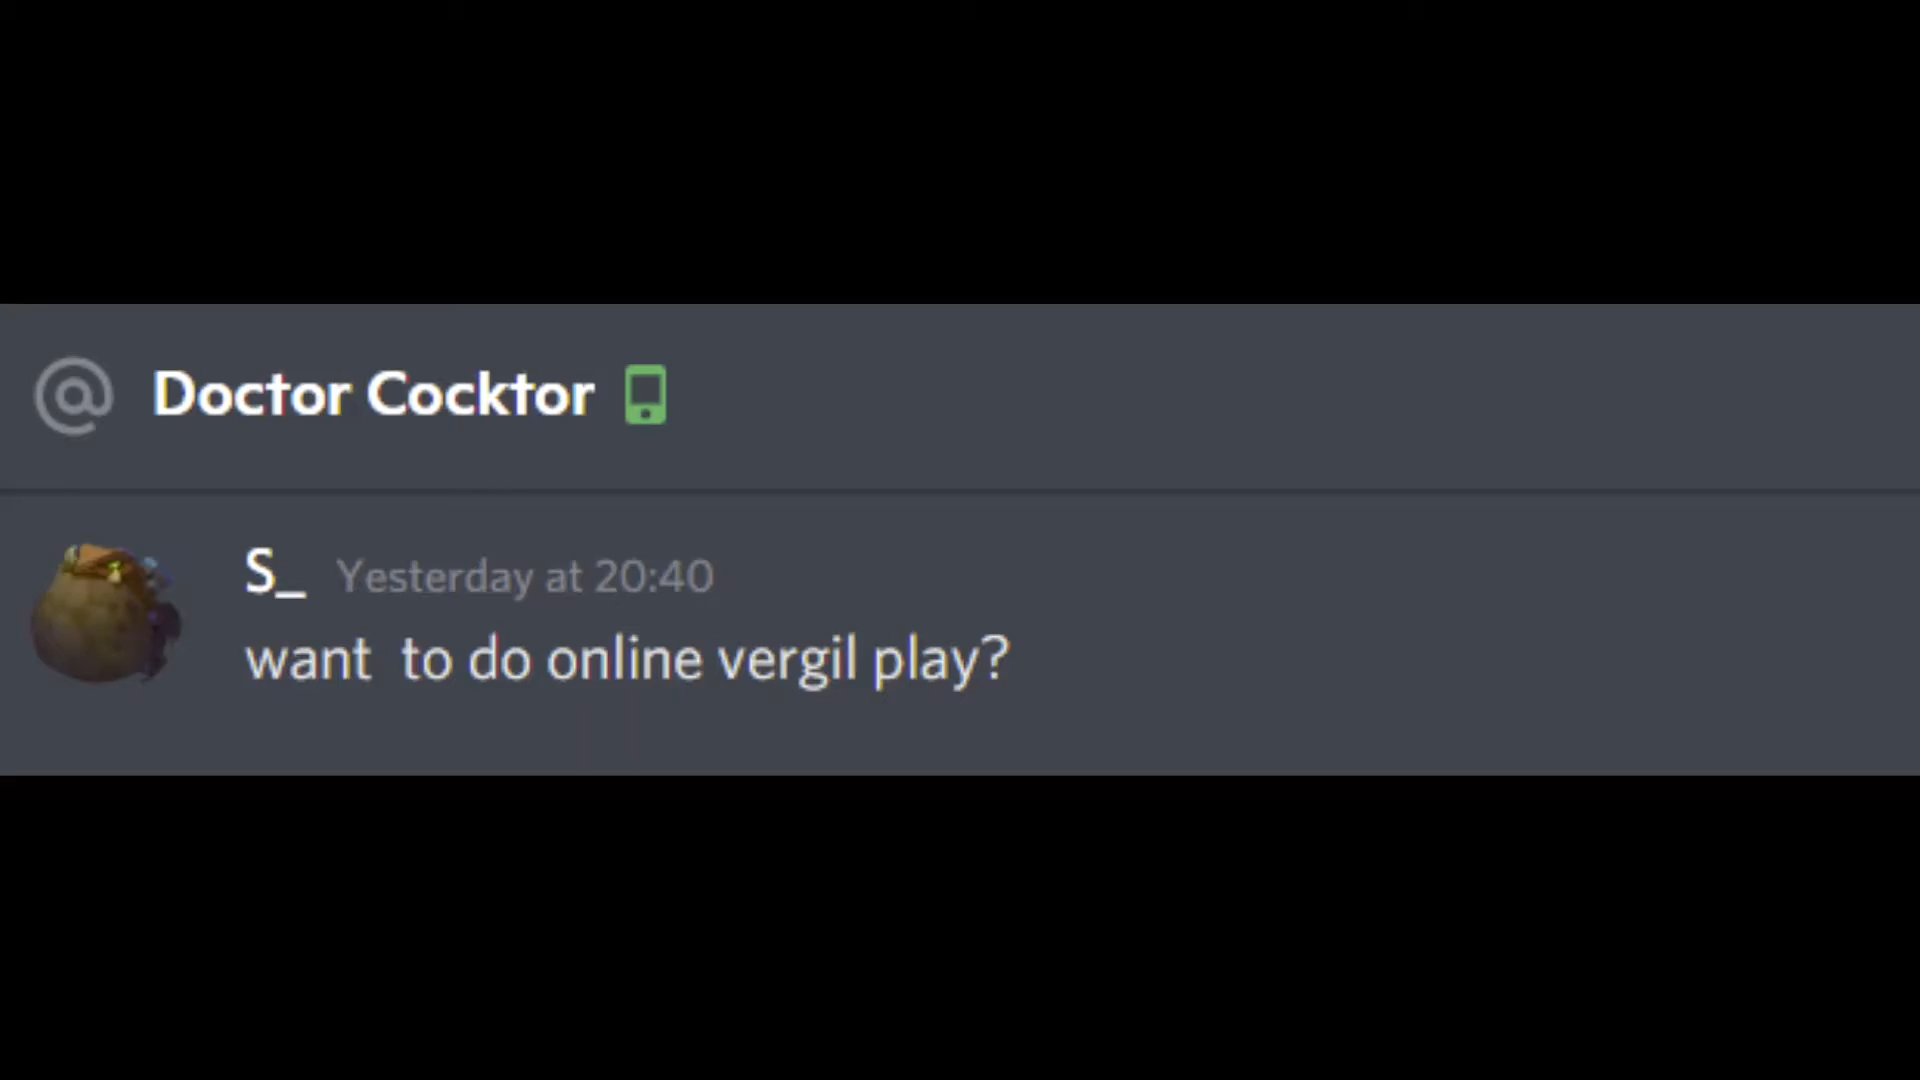 @ Doctor Cocktor
S_ Yesterday at 20:40
want  to do online vergil play?